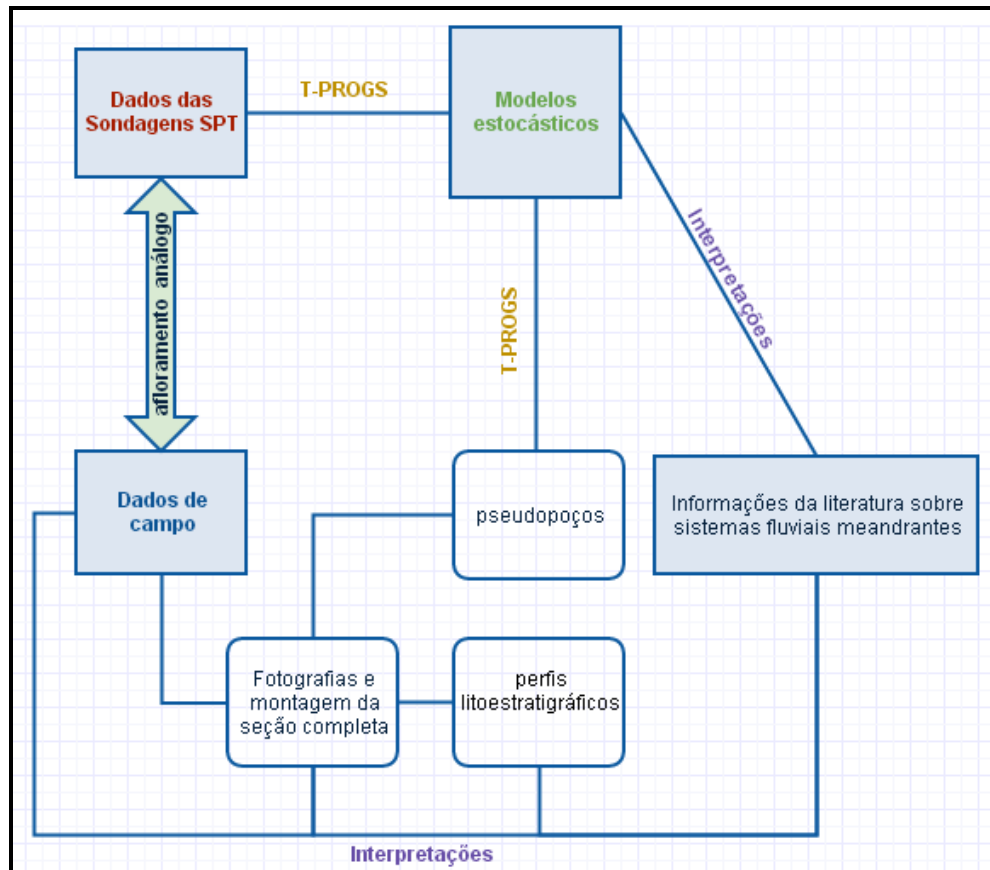 Dados das
Sondagens SPT
T-PROGS
Modelos
estocásticos
afloramento análogo
Interpretações
T-PROGS
Dados de
campo
pseudopoços
Informações da literatura sobre
sistemas fluviais meandrantes
Fotografias e
montagem da
seção completa
perfis
litoestratigráficos
Interpretações